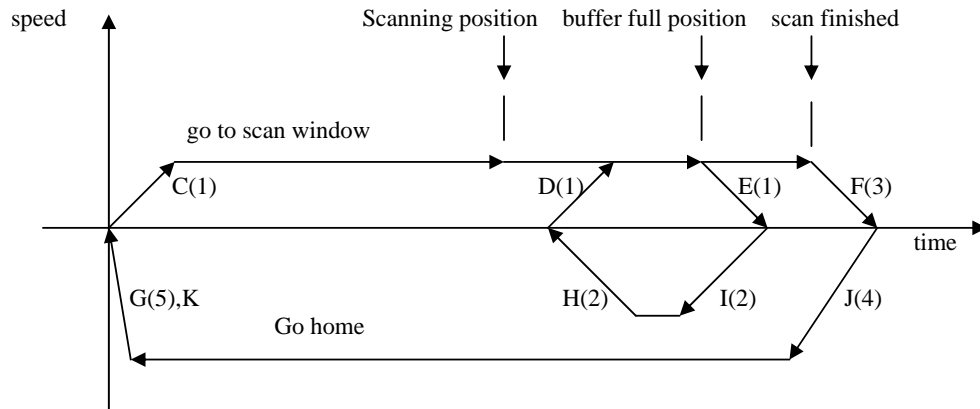 speed
Scanning position
buffer full position
scan finished
go to scan window
C(1)
D(1)
E(1)
F(3)
time
G(5),K
H(2)
I(2)
J(4)
Go home